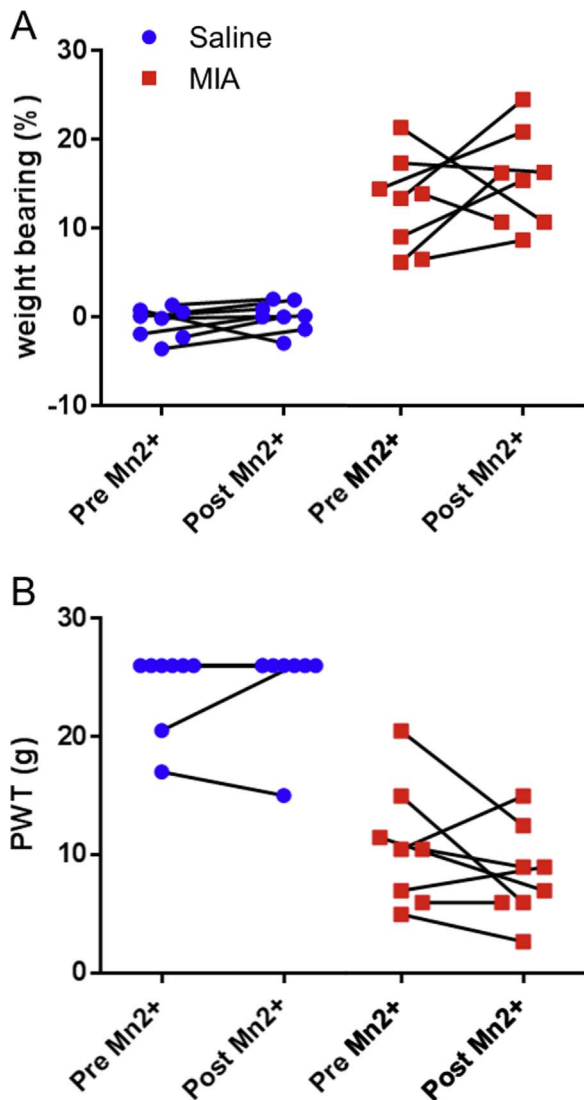 A
Saline
MIA
weight bearing (%)
30
20
10
0
-10
Pre Mn2+
Post Mn2+
Pre Mn2+
Post Mn2+
B
PWT (g)
30
20
10
0
Pre Mn2+
Post Mn2+
Pre Mn2+
Post Mn2+